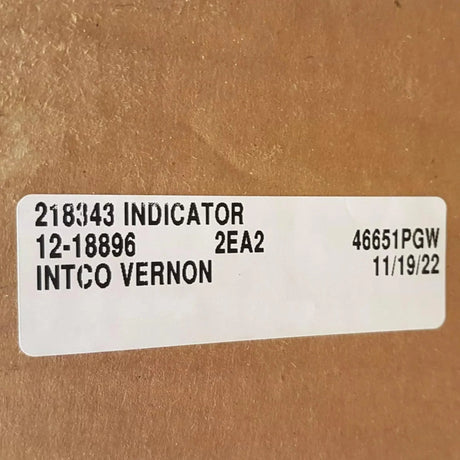 218343 INDICATOR
12-18896 2EA2 46651PGW
INTCO VERNON 11/19/22